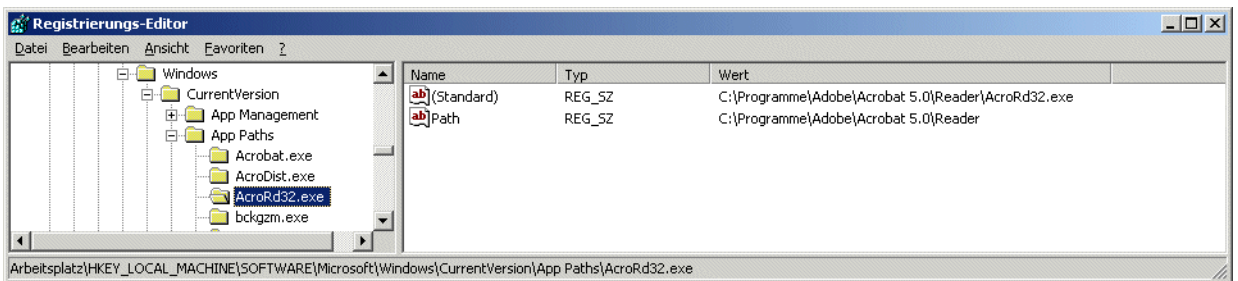 Registrierungs-Editor
Datei Bearbeiten Ansicht Favoriten ?
Windows
CurrentVersion
App Management
App Paths
Acrobat.exe
AcroDist.exe
AcroRd32.exe
bckgzm.exe
Name Typ Wert
ab (Standard) REG_SZ C:\Programme\Adobe\Acrobat 5.0\Reader\AcroRd32.exe
ab Path REG_SZ C:\Programme\Adobe\Acrobat 5.0\Reader
Arbeitsplatz\HKEY_LOCAL_MACHINE\SOFTWARE\Microsoft\Windows\CurrentVersion\App Paths\AcroRd32.exe